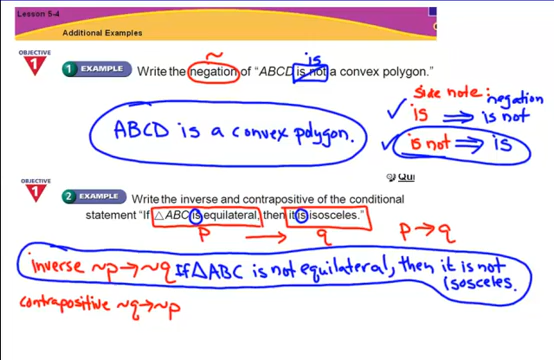 Lesson 5-4
Additional Examples
OBJECTIVE
1
1 EXAMPLE Write the negation of "ABCD is not a convex polygon."
~
is
side note:
negation
✓ is ⟹ is not
✓ is not ⟹ is
ABCD is a convex polygon.
OBJECTIVE
1
2 EXAMPLE Write the inverse and contrapositive of the conditional
statement "If △ABC is equilateral, then it is isosceles."
p → q p → q
inverse ~p → ~q If △ABC is not equilateral, then it is not
isosceles.
contrapositive ~q → ~p